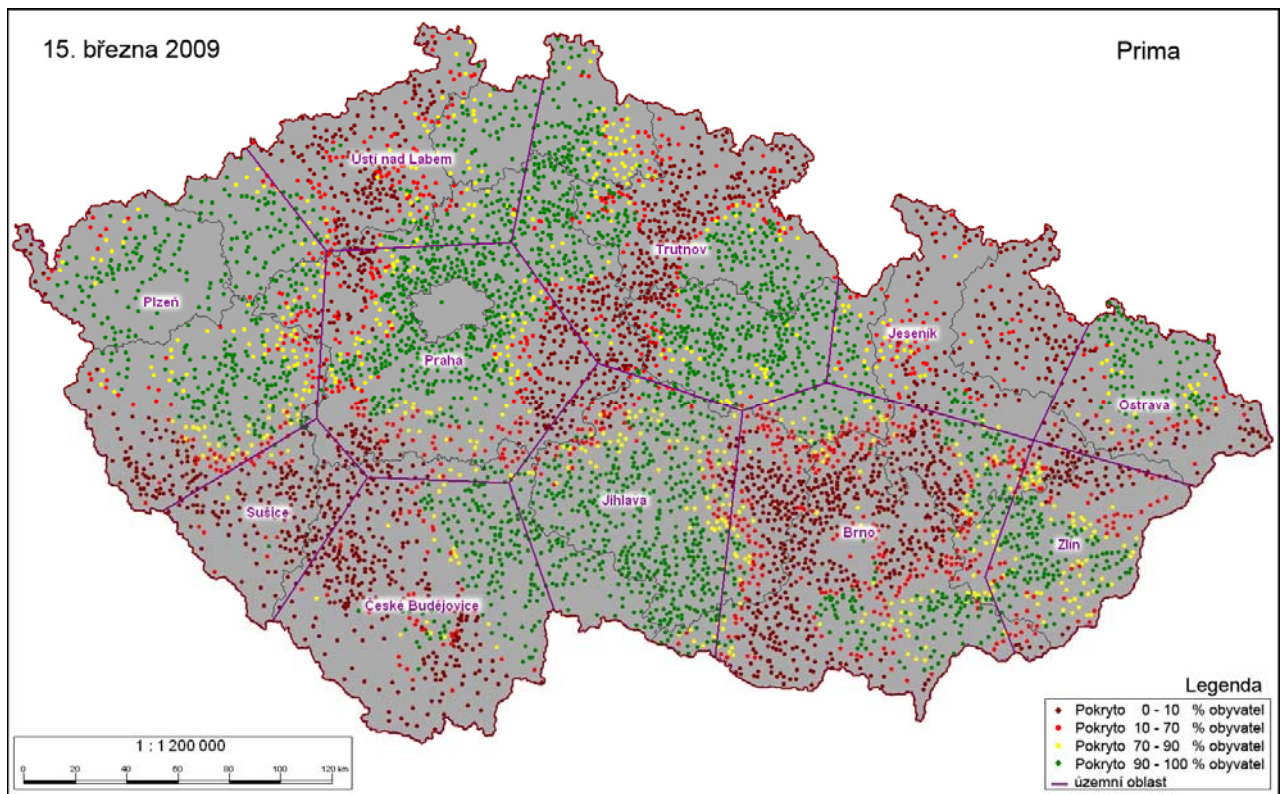 15. března 2009
Prima
Ústí nad Labem
Trutnov
Plzeň
Jeseník
Praha
Ostrava
Sušice
Jihlava
Brno
Zlín
České Budějovice
Legenda
Pokryto 0 - 10 % obyvatel
Pokryto 10 - 70 % obyvatel
Pokryto 70 - 90 % obyvatel
Pokryto 90 - 100 % obyvatel
územní oblast
1 : 1 200 000
0 20 40 60 80 100 120 km